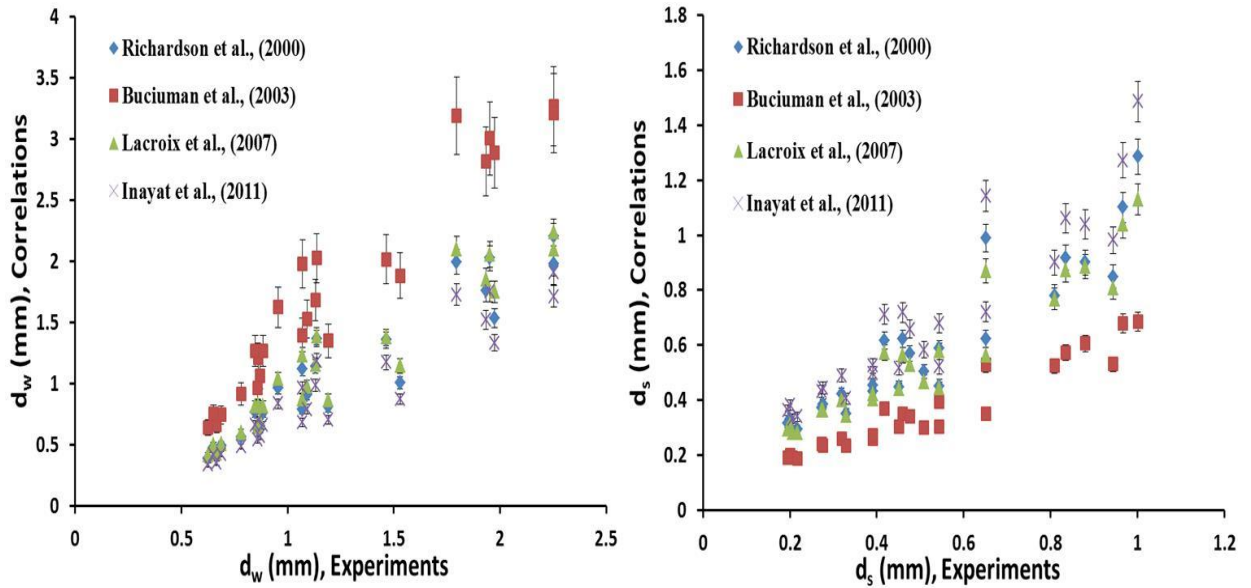 4
3.5
3
2.5
2
1.5
1
0.5
0
0 0.5 1 1.5 2 2.5
dw (mm), Correlations
dw (mm), Experiments
Richardson et al., (2000)
Buciuman et al., (2003)
Lacroix et al., (2007)
Inayat et al., (2011)
1.8
1.6
1.4
1.2
1
0.8
0.6
0.4
0.2
0
0 0.2 0.4 0.6 0.8 1 1.2
ds (mm), Correlations
ds (mm), Experiments
Richardson et al., (2000)
Buciuman et al., (2003)
Lacroix et al., (2007)
Inayat et al., (2011)